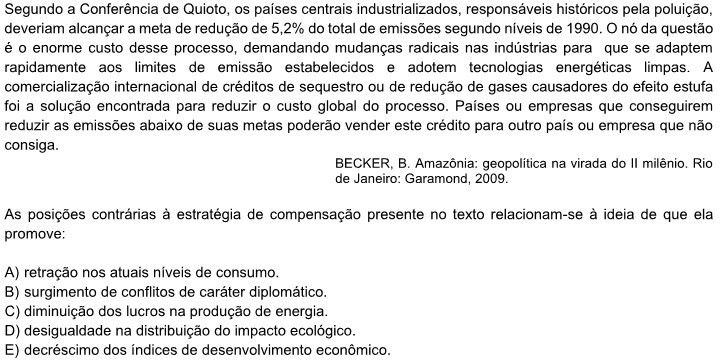 Segundo a Conferência de Quioto, os países centrais industrializados, responsáveis históricos pela poluição,
deveriam alcançar a meta de redução de 5,2% do total de emissões segundo níveis de 1990. O nó da questão
é o enorme custo desse processo, demandando mudanças radicais nas indústrias para que se adaptem
rapidamente aos limites de emissão estabelecidos e adotem tecnologias energéticas limpas. A
comercialização internacional de créditos de sequestro ou de redução de gases causadores do efeito estufa
foi a solução encontrada para reduzir o custo global do processo. Países ou empresas que conseguirem
reduzir as emissões abaixo de suas metas poderão vender este crédito para outro país ou empresa que não
consiga.
BECKER, B. Amazônia: geopolítica na virada do II milênio. Rio
de Janeiro: Garamond, 2009.
As posições contrárias à estratégia de compensação presente no texto relacionam-se à ideia de que ela
promove:
A) retração nos atuais níveis de consumo.
B) surgimento de conflitos de caráter diplomático.
C) diminuição dos lucros na produção de energia.
D) desigualdade na distribuição do impacto ecológico.
E) decréscimo dos índices de desenvolvimento econômico.